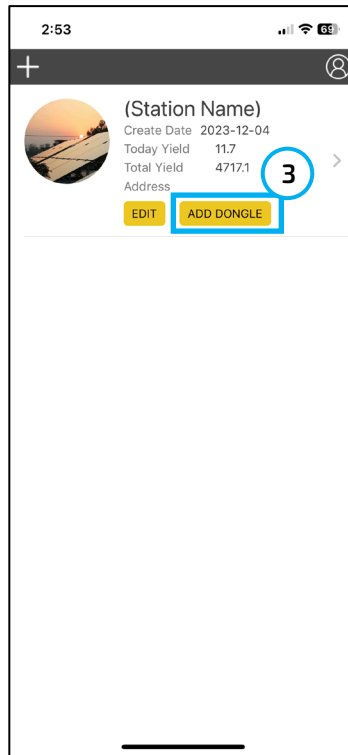 2:53
69
(Station Name)
Create Date 2023-12-04
Today Yield 11.7
Total Yield 4717.1
3
Address
EDIT ADD DONGLE